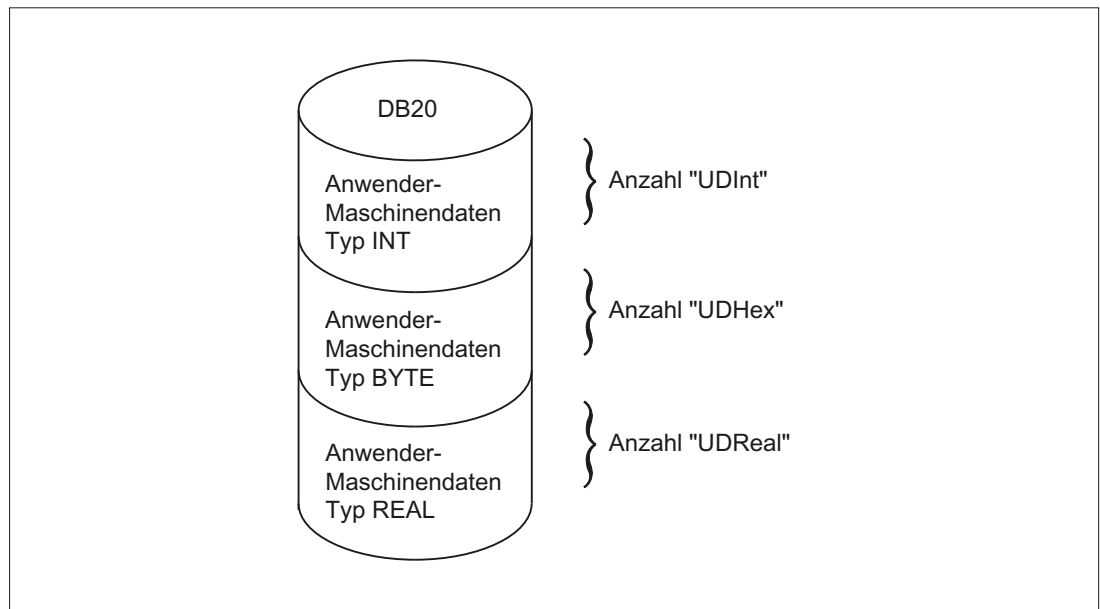 DB20
Anwender-
Maschinendaten
Typ INT
Anzahl "UDInt"
Anwender-
Maschinendaten
Typ BYTE
Anzahl "UDHex"
Anwender-
Maschinendaten
Typ REAL
Anzahl "UDReal"